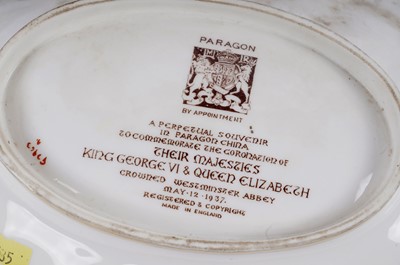 PARAGON
BY APPOINTMENT
A PERPETUAL SOUVENIR
IN PARAGON CHINA
TO COMMEMORATE THE CORONATION OF
THEIR MAJESTIES
KING GEORGE VI & QUEEN ELIZABETH
CROWNED WESTMINSTER ABBEY
MAY·12·1937.
REGISTERED & COPYRIGHT
MADE IN ENGLAND